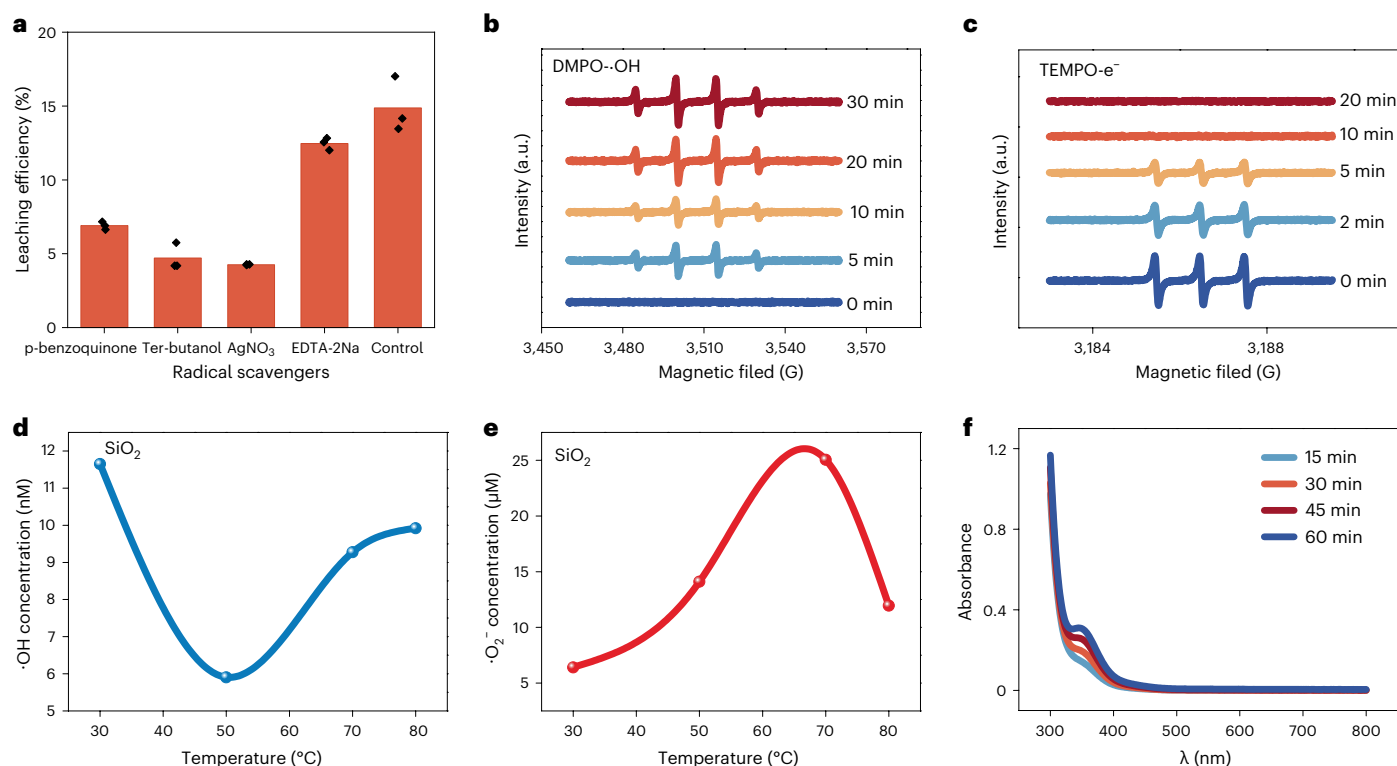 a
20
15
10
5
0
Leaching efficiency (%)
p-benzoquinone Ter-butanol AgNO₃ EDTA-2Na Control
Radical scavengers
b
DMPO-·OH
30 min
20 min
10 min
5 min
0 min
Intensity (a.u.)
3,450 3,480 3,510 3,540 3,570
Magnetic filed (G)
c
TEMPO-e⁻
20 min
10 min
5 min
2 min
0 min
Intensity (a.u.)
3,184 3,188
Magnetic filed (G)
d
SiO₂
12
11
10
9
8
7
6
5
·OH concentration (nM)
30 40 50 60 70 80
Temperature (°C)
e
SiO₂
25
20
15
10
5
·O₂⁻ concentration (µM)
30 40 50 60 70 80
Temperature (°C)
f
15 min
30 min
45 min
60 min
1.2
0.4
0.4
0
Absorbance
300 400 500 600 700 800
λ (nm)